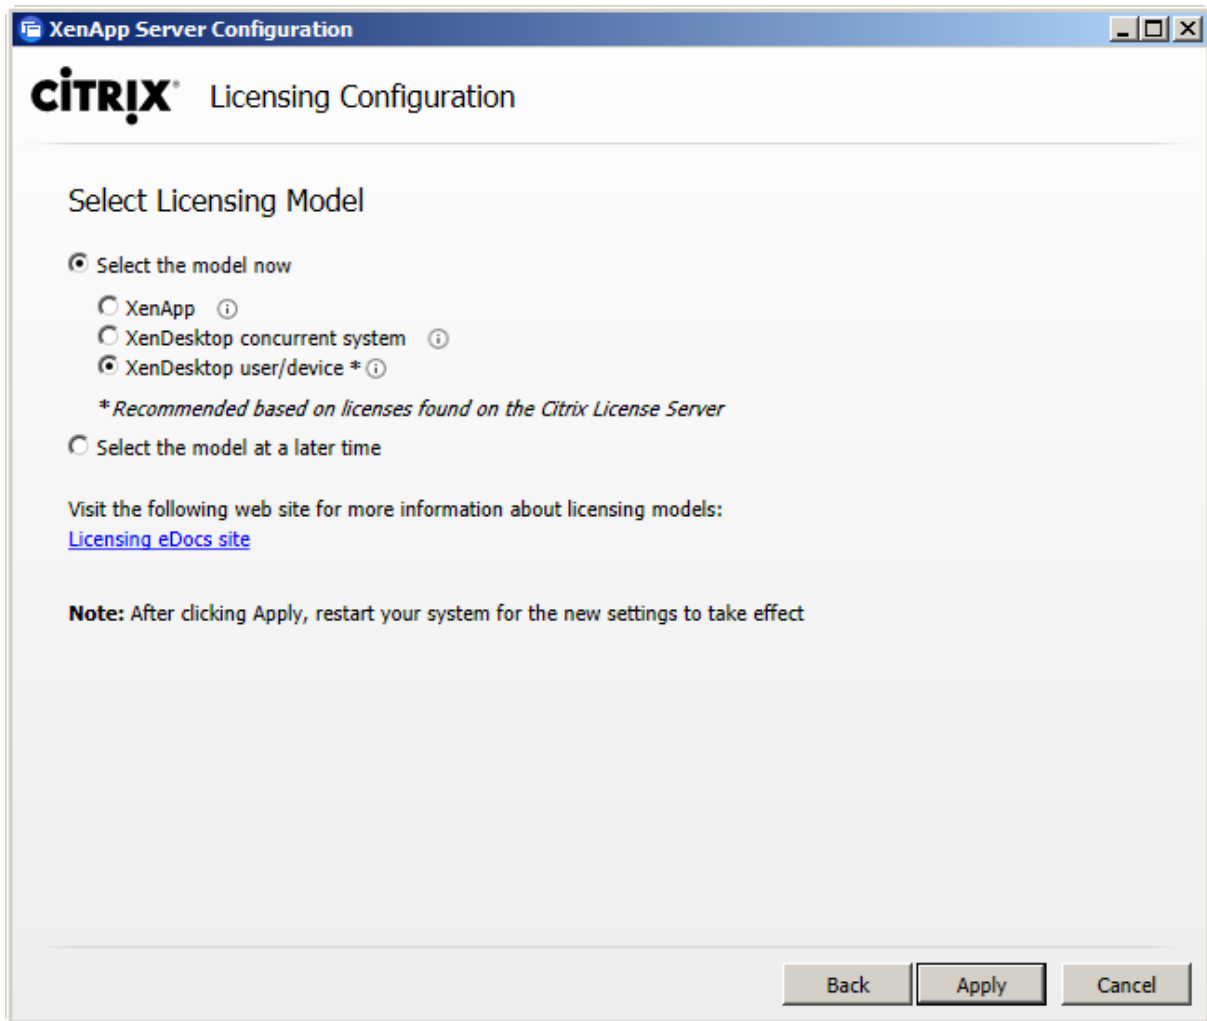 XenApp Server Configuration
CİTRIX® Licensing Configuration
Select Licensing Model
Select the model now
XenApp
XenDesktop concurrent system
XenDesktop user/device *
*Recommended based on licenses found on the Citrix License Server
Select the model at a later time
Visit the following web site for more information about licensing models:
Licensing eDocs site
Note: After clicking Apply, restart your system for the new settings to take effect
Back Apply Cancel